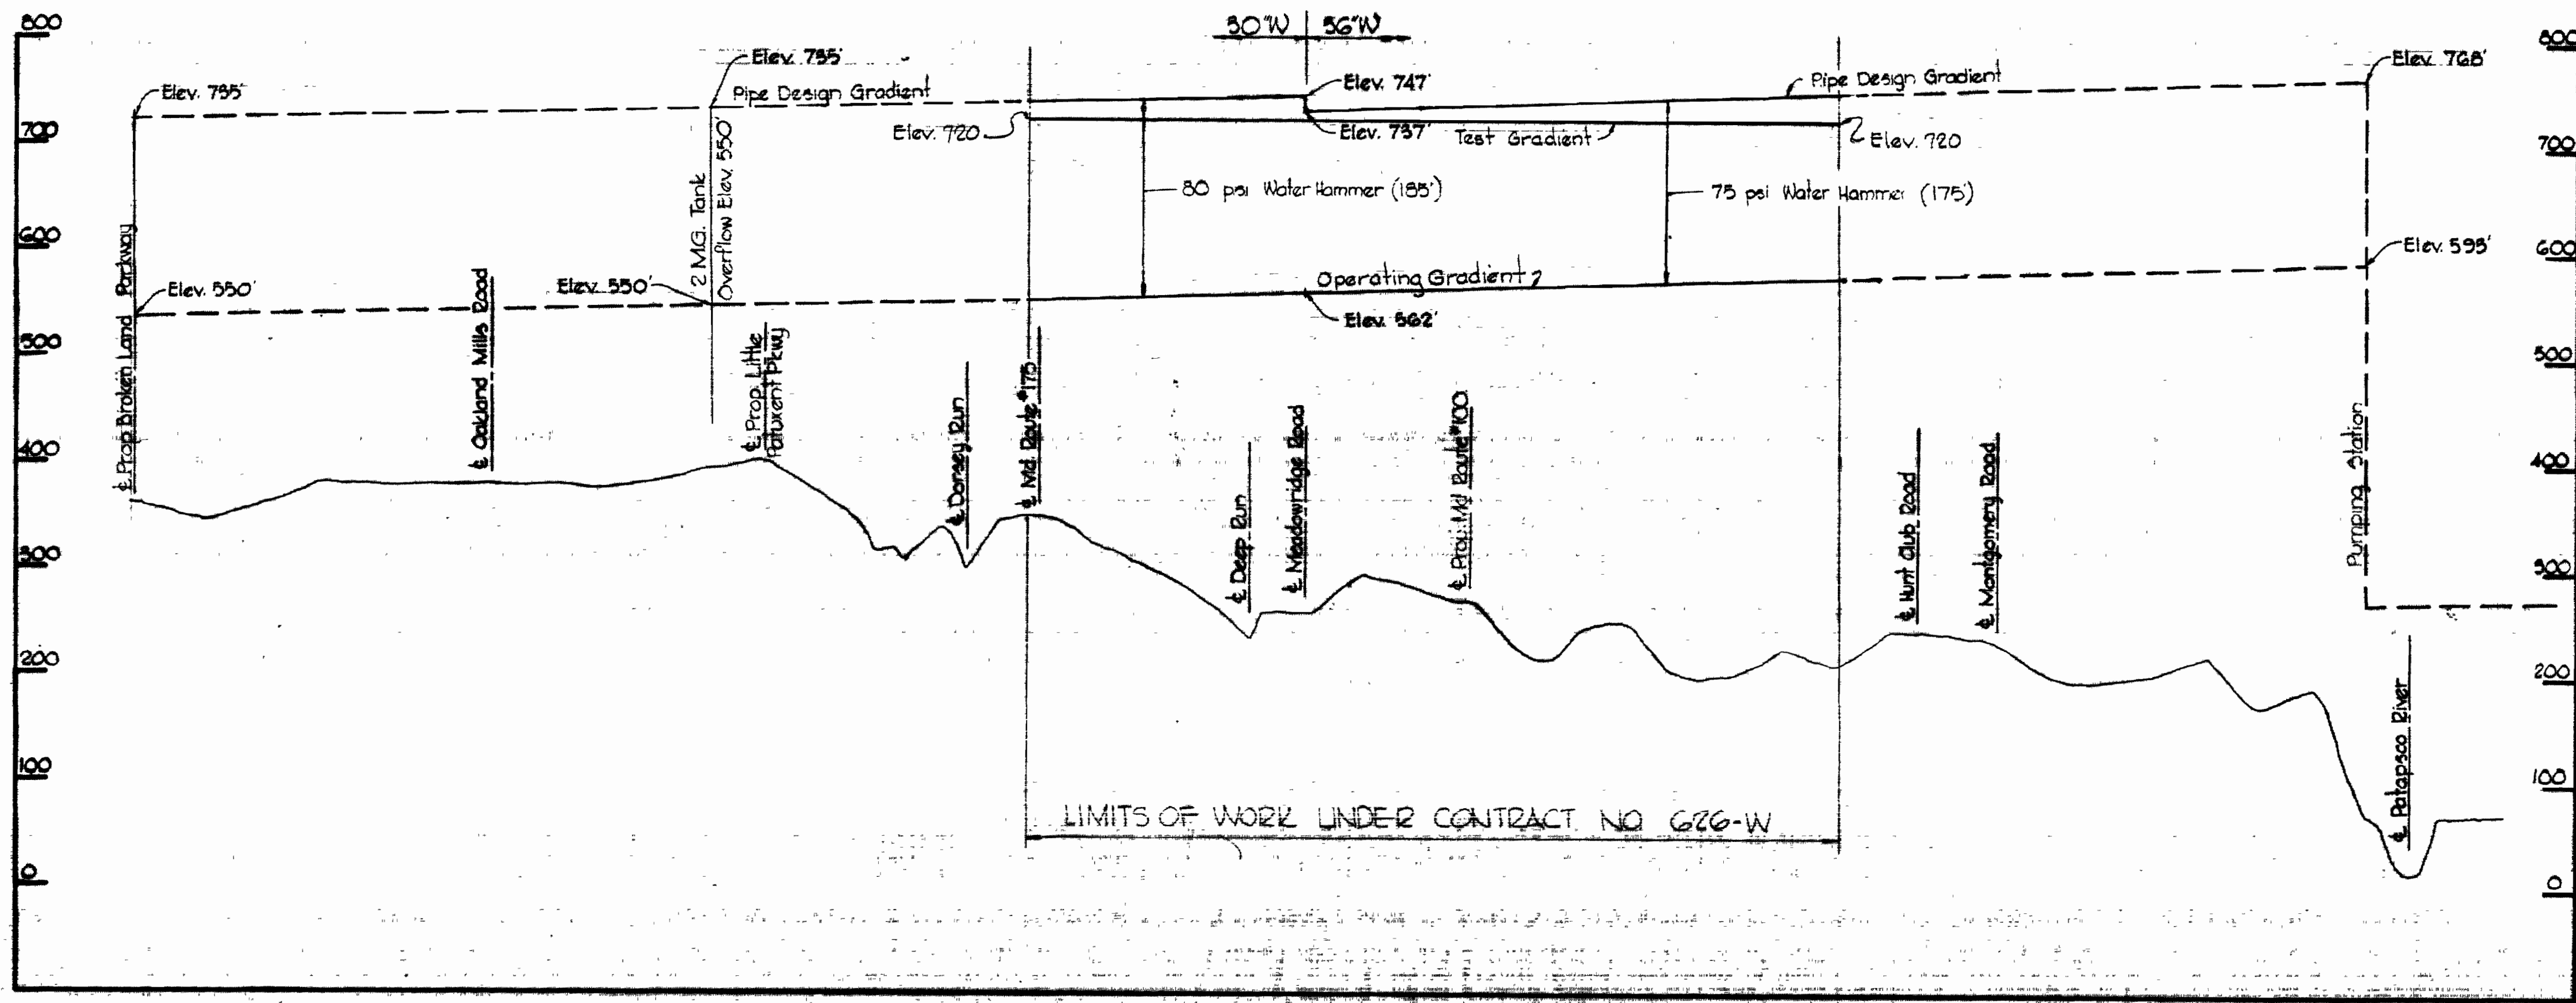 30"W 36"W
800
700
600
500
400
300
200
100
0
Elev. 735'
Elev. 550'
℄ Prop. Broken Land Parkway
℄ Oakland Mills Road
Elev. 735'
Pipe Design Gradient
2 M.G. Tank
Overflow Elev. 550'
Elev. 550'
℄ Prop. Little
Patuxent Pkwy
℄ Dorsey Run
℄ Md. Route #175
Elev. 720
80 psi Water Hammer (185')
Elev. 747'
Elev. 737'
Test Gradient
Operating Gradient
Elev. 562'
℄ Deep Run
℄ Meadowridge Road
℄ Prop. Md. Route #100
75 psi Water Hammer (175')
Pipe Design Gradient
Elev. 720
℄ Hunt Club Road
℄ Montgomery Road
Elev. 768'
Elev. 593'
Pumping Station
℄ Patapsco River
LIMITS OF WORK UNDER CONTRACT NO 626-W
800
700
600
500
400
300
200
100
0